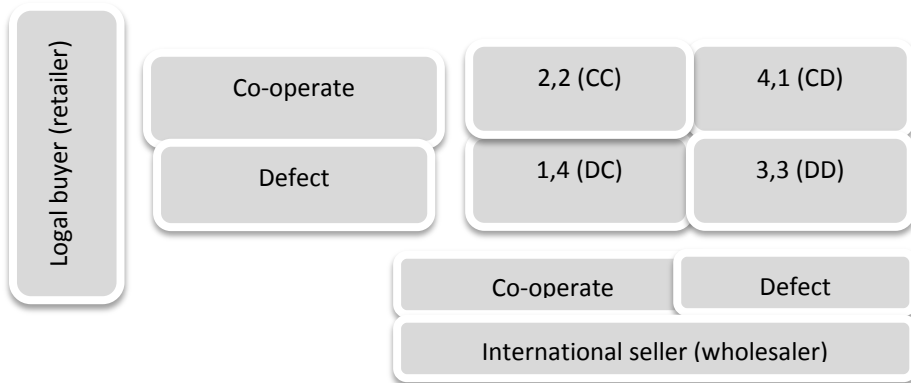 Logal buyer (retailer)
Co-operate
2,2 (CC)
4,1 (CD)
Defect
1,4 (DC)
3,3 (DD)
Co-operate
Defect
International seller (wholesaler)